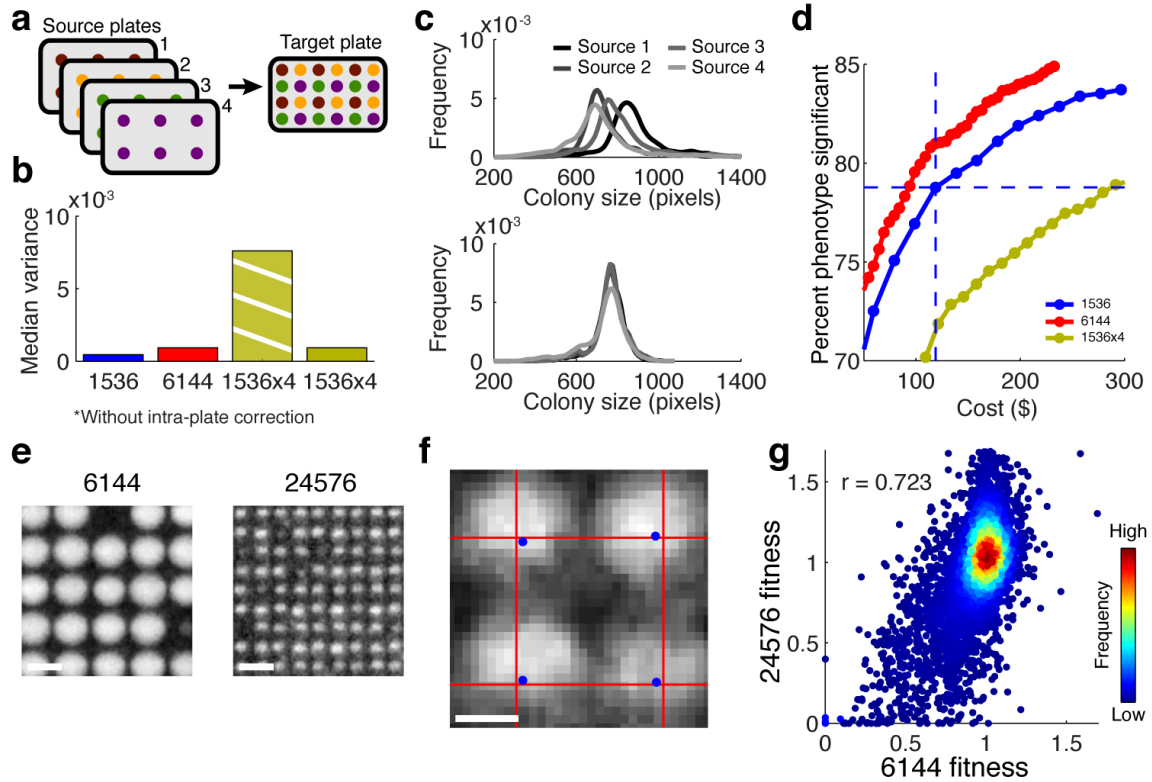 a
Source plates
1
2
3
4
Target plate
b
×10⁻³
10
5
0
Median variance
1536 6144 1536x4 1536x4
*Without intra-plate correction
c
×10⁻³
10
5
0
Frequency
Source 1 Source 3
Source 2 Source 4
200 600 1000 1400
Colony size (pixels)
×10⁻³
10
5
0
Frequency
200 600 1000 1400
Colony size (pixels)
d
85
80
75
70
Percent phenotype significant
1536
6144
1536x4
100 200 300
Cost ($)
e
6144 24576
f
g
r = 0.723
1.5
1
0.5
0
24576 fitness
0 0.5 1 1.5
6144 fitness
High
Frequency
Low